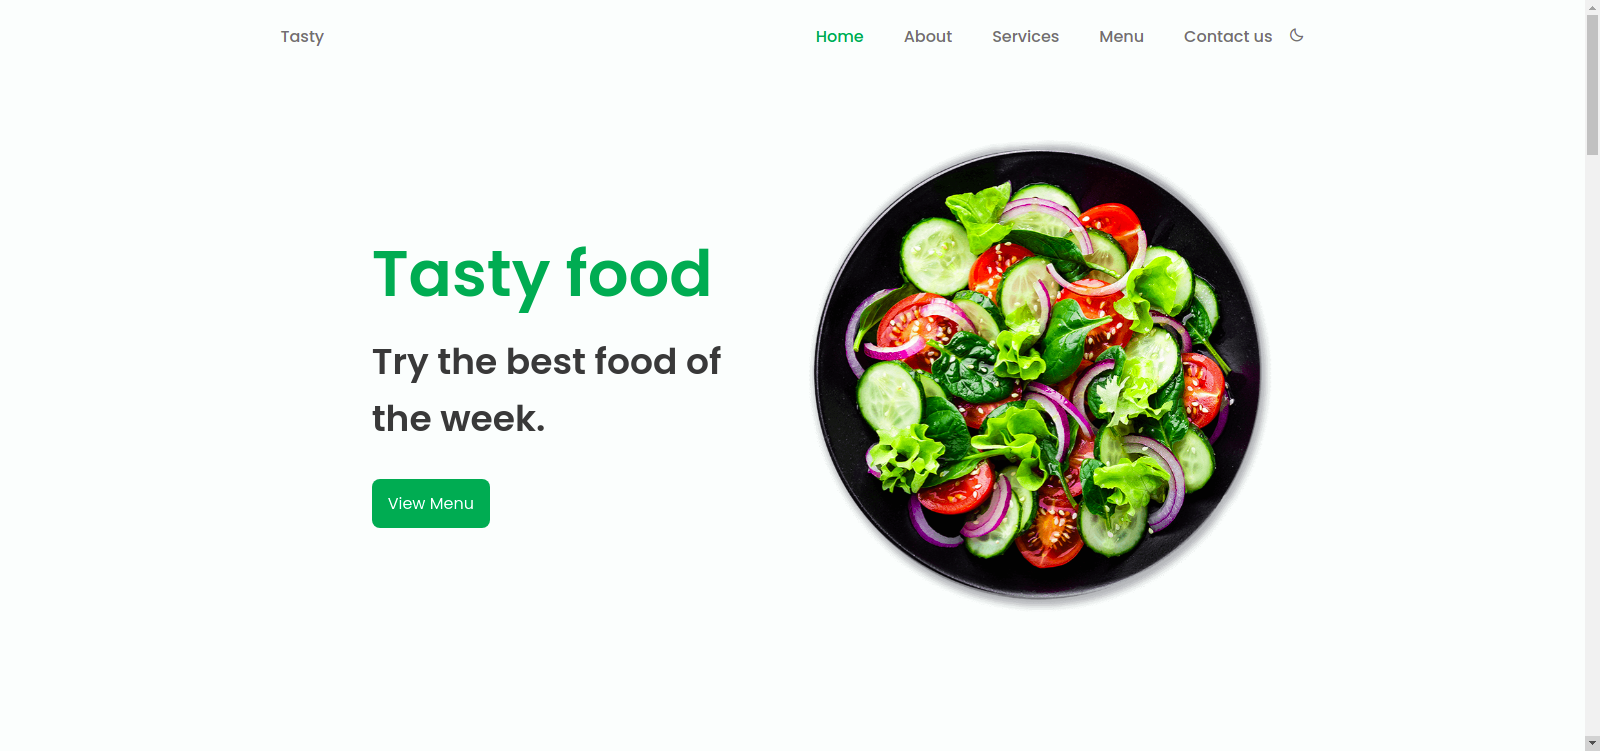 Tasty
Home
About
Services
Menu
Contact us
Tasty food
Try the best food of
the week.
View Menu